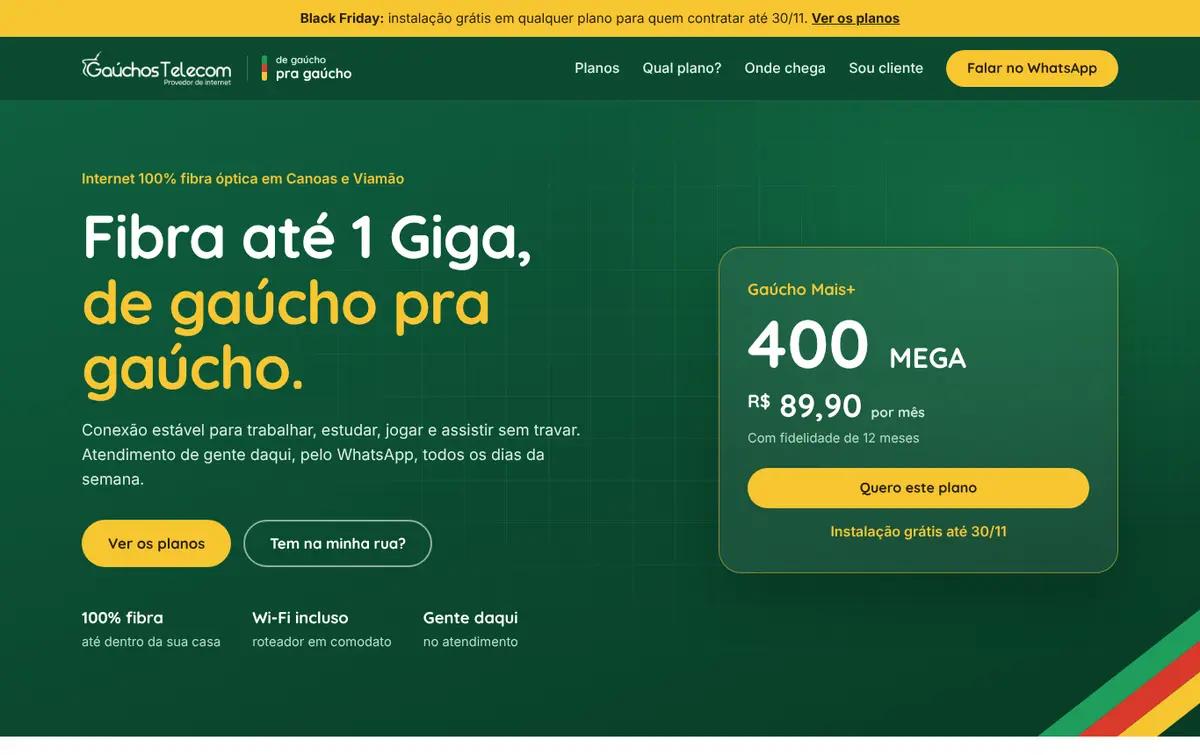 Black Friday: instalação grátis em qualquer plano para quem contratar até 30/11. Ver os planos
GaúchosTelecom
Provedor de internet
de gaúcho
pra gaúcho
Planos
Qual plano?
Onde chega
Sou cliente
Falar no WhatsApp
Internet 100% fibra óptica em Canoas e Viamão
Fibra até 1 Giga,
de gaúcho pra
gaúcho.
Conexão estável para trabalhar, estudar, jogar e assistir sem travar.
Atendimento de gente daqui, pelo WhatsApp, todos os dias da
semana.
Ver os planos
Tem na minha rua?
100% fibra
até dentro da sua casa
Wi-Fi incluso
roteador em comodato
Gente daqui
no atendimento
Gaúcho Mais+
400 MEGA
R$ 89,90 por mês
Com fidelidade de 12 meses
Quero este plano
Instalação grátis até 30/11